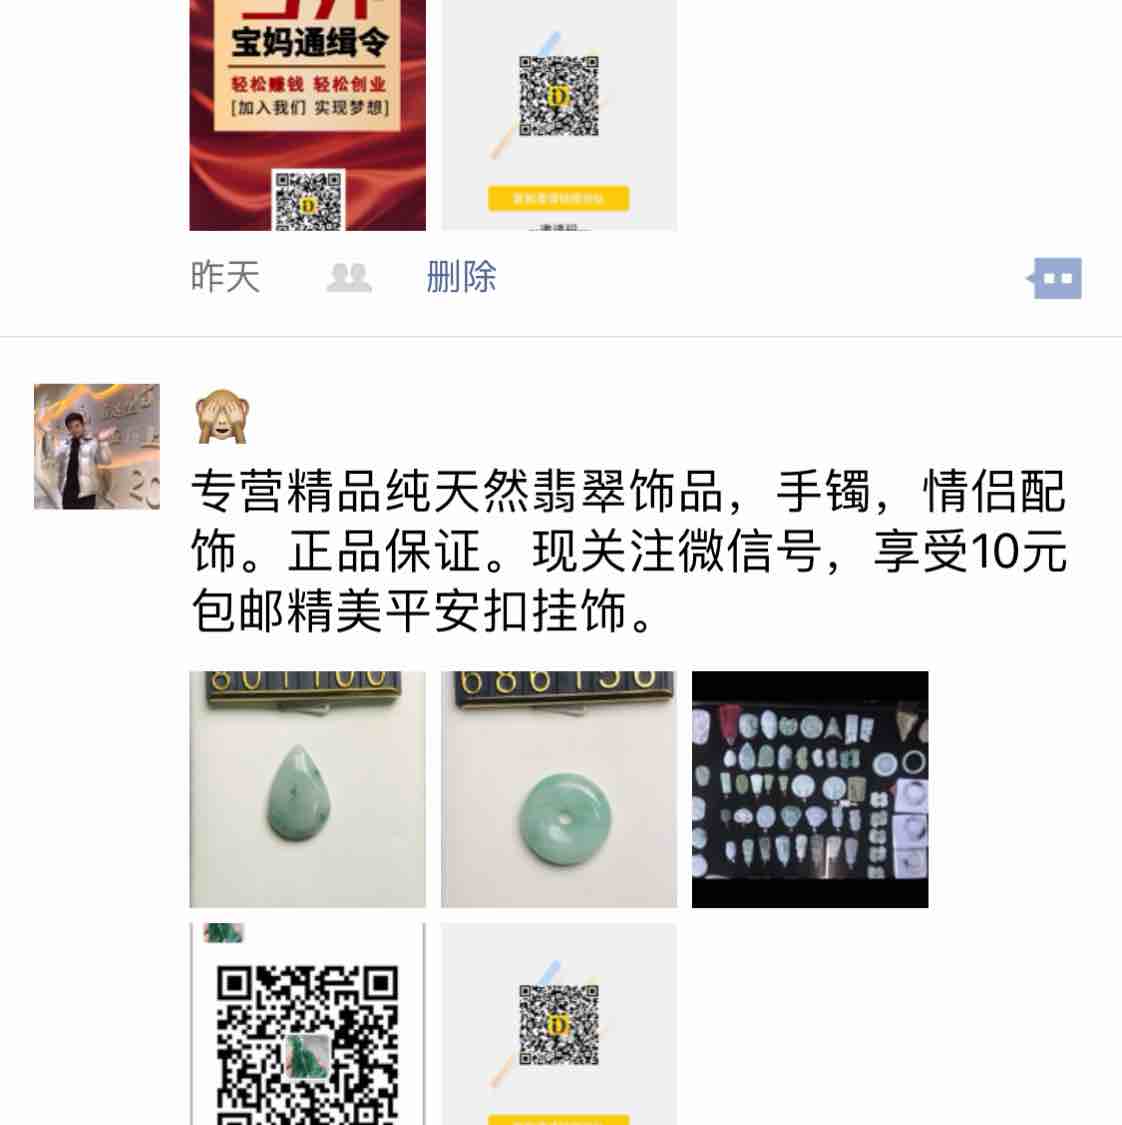 宝妈通缉令
轻松赚钱 轻松创业
[加入我们 实现梦想]
昨天
删除
专营精品纯天然翡翠饰品，手镯，情侣配
饰。正品保证。现关注微信号，享受10元
包邮精美平安扣挂饰。
801100
686156